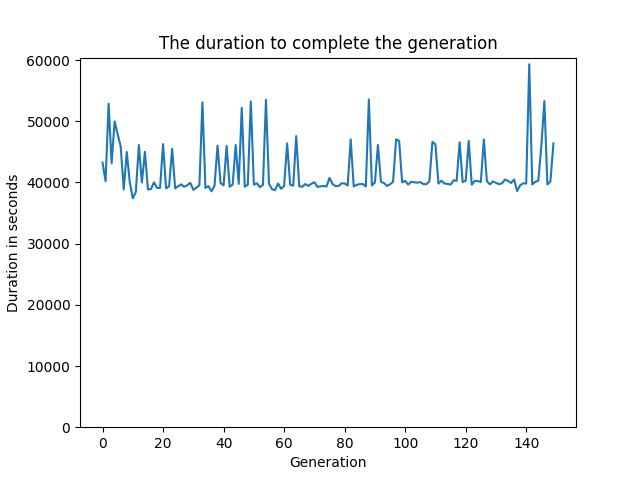 The duration to complete the generation
60000
50000
40000
30000
20000
10000
0
Duration in seconds
0 20 40 60 80 100 120 140
Generation